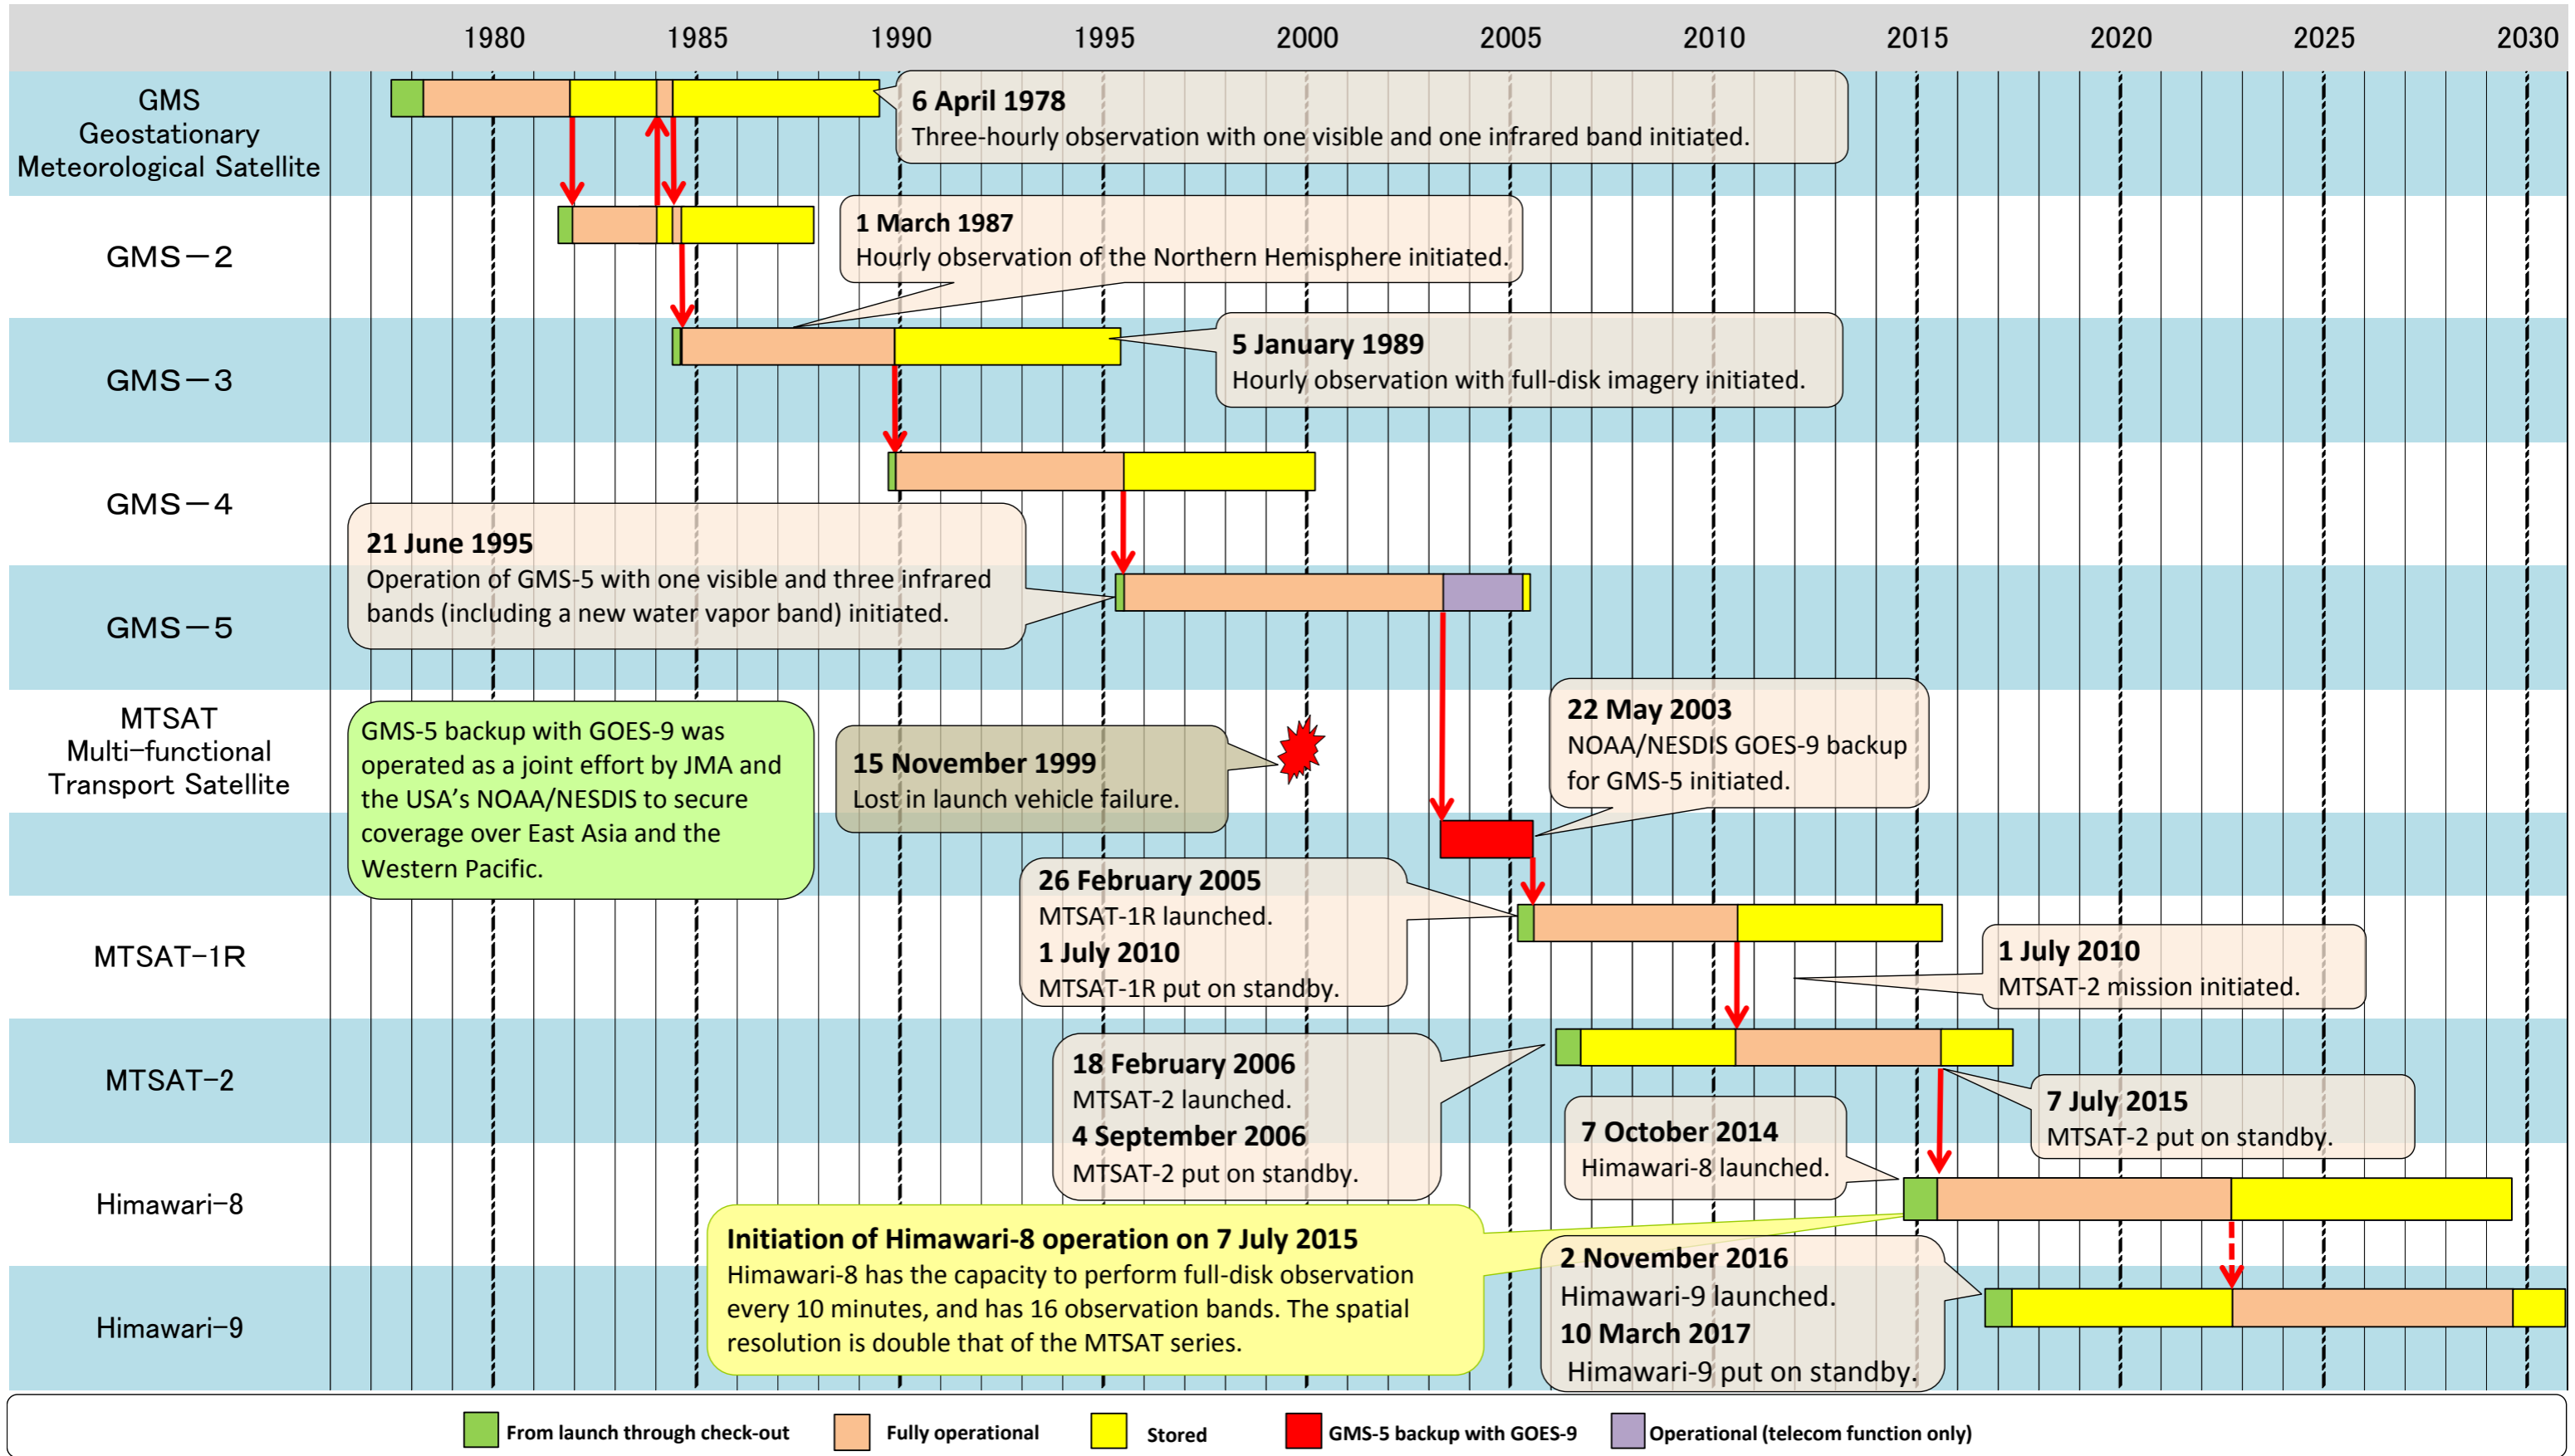 1980 1985 1990 1995 2000 2005 2010 2015 2020 2025 2030
GMS
Geostationary
Meteorological Satellite
6 April 1978
Three-hourly observation with one visible and one infrared band initiated.
GMS－2
1 March 1987
Hourly observation of the Northern Hemisphere initiated.
GMS－3
5 January 1989
Hourly observation with full-disk imagery initiated.
GMS－4
21 June 1995
Operation of GMS-5 with one visible and three infrared
bands (including a new water vapor band) initiated.
GMS－5
MTSAT
Multi-functional
Transport Satellite
GMS-5 backup with GOES-9 was
operated as a joint effort by JMA and
the USA’s NOAA/NESDIS to secure
coverage over East Asia and the
Western Pacific.
15 November 1999
Lost in launch vehicle failure.
22 May 2003
NOAA/NESDIS GOES-9 backup
for GMS-5 initiated.
MTSAT-1R
26 February 2005
MTSAT-1R launched.
1 July 2010
MTSAT-1R put on standby.
1 July 2010
MTSAT-2 mission initiated.
MTSAT-2
18 February 2006
MTSAT-2 launched.
4 September 2006
MTSAT-2 put on standby.
7 July 2015
MTSAT-2 put on standby.
Himawari-8
7 October 2014
Himawari-8 launched.
Initiation of Himawari-8 operation on 7 July 2015
Himawari-8 has the capacity to perform full-disk observation
every 10 minutes, and has 16 observation bands. The spatial
resolution is double that of the MTSAT series.
Himawari-9
2 November 2016
Himawari-9 launched.
10 March 2017
Himawari-9 put on standby.
From launch through check-out
Fully operational
Stored
GMS-5 backup with GOES-9
Operational (telecom function only)